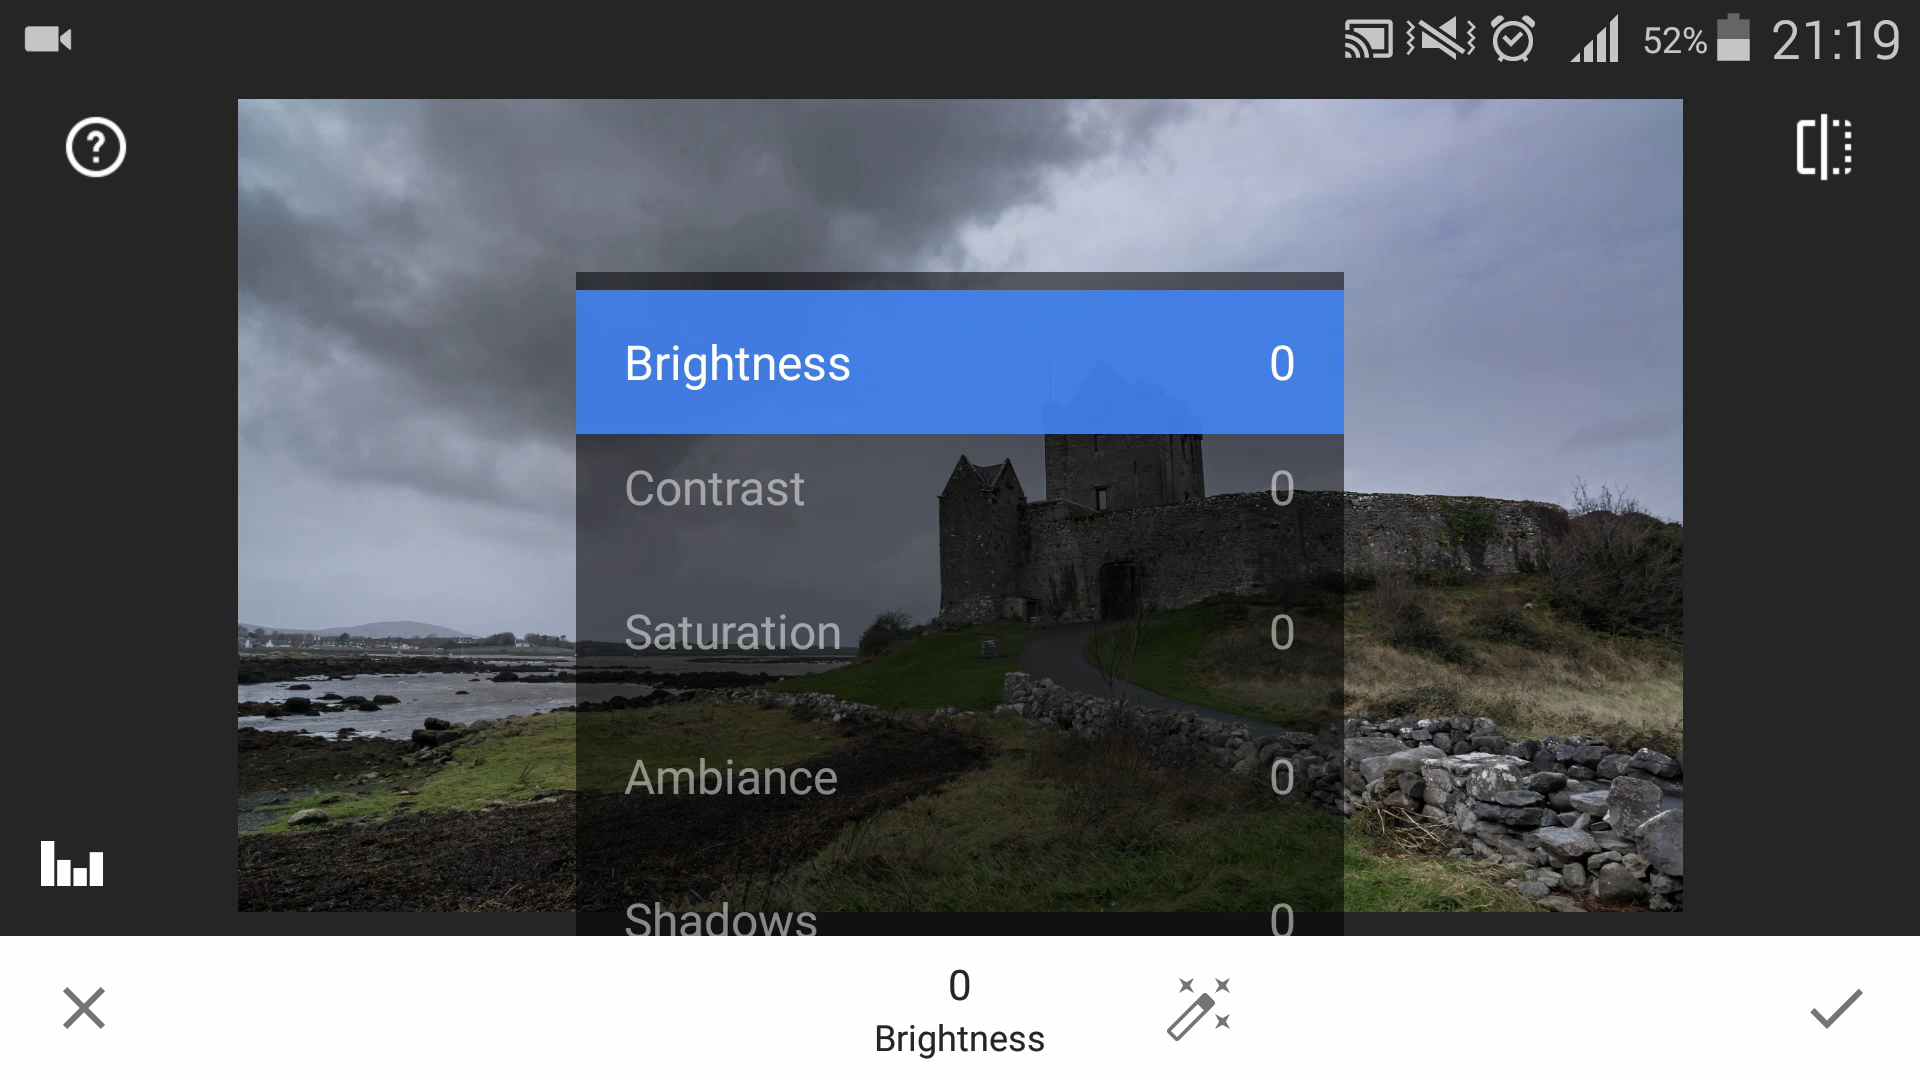 52% 21:19
?
Brightness 0
Contrast 0
Saturation 0
Ambiance 0
Shadows 0
0
Brightness